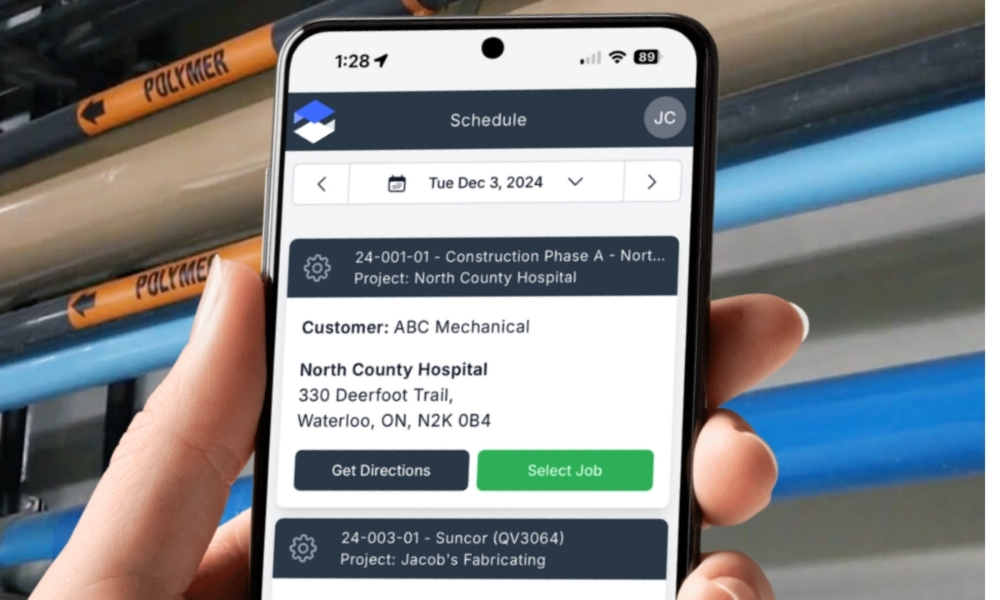 POLYMER
1:28
89
Schedule
JC
Tue Dec 3, 2024
24-001-01 - Construction Phase A - Nort...
Project: North County Hospital
POLYMER
Customer: ABC Mechanical
North County Hospital
330 Deerfoot Trail,
Waterloo, ON, N2K 0B4
Get Directions
Select Job
24-003-01 - Suncor (QV3064)
Project: Jacob's Fabricating